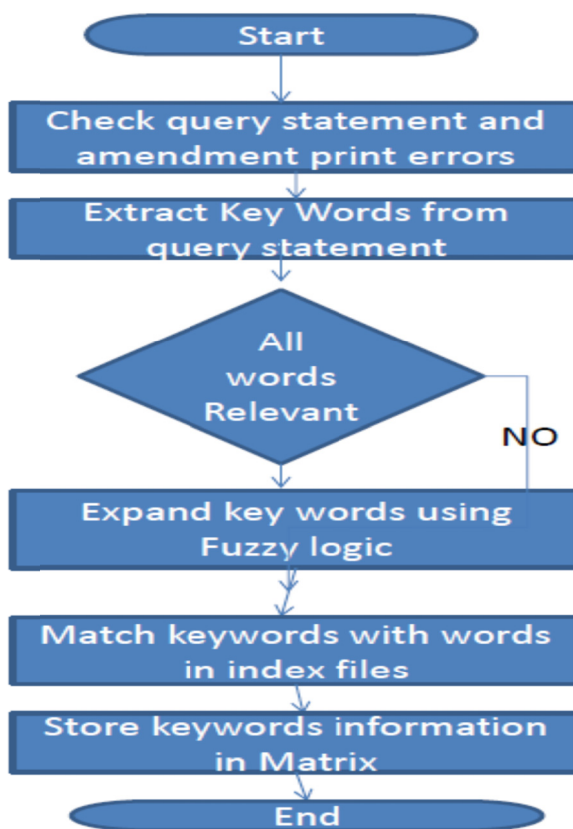 Start
Check query statement and
amendment print errors
Extract Key Words from
query statement
All
words
Relevant
NO
Expand key words using
Fuzzy logic
Match keywords with words
in index files
Store keywords information
in Matrix
End